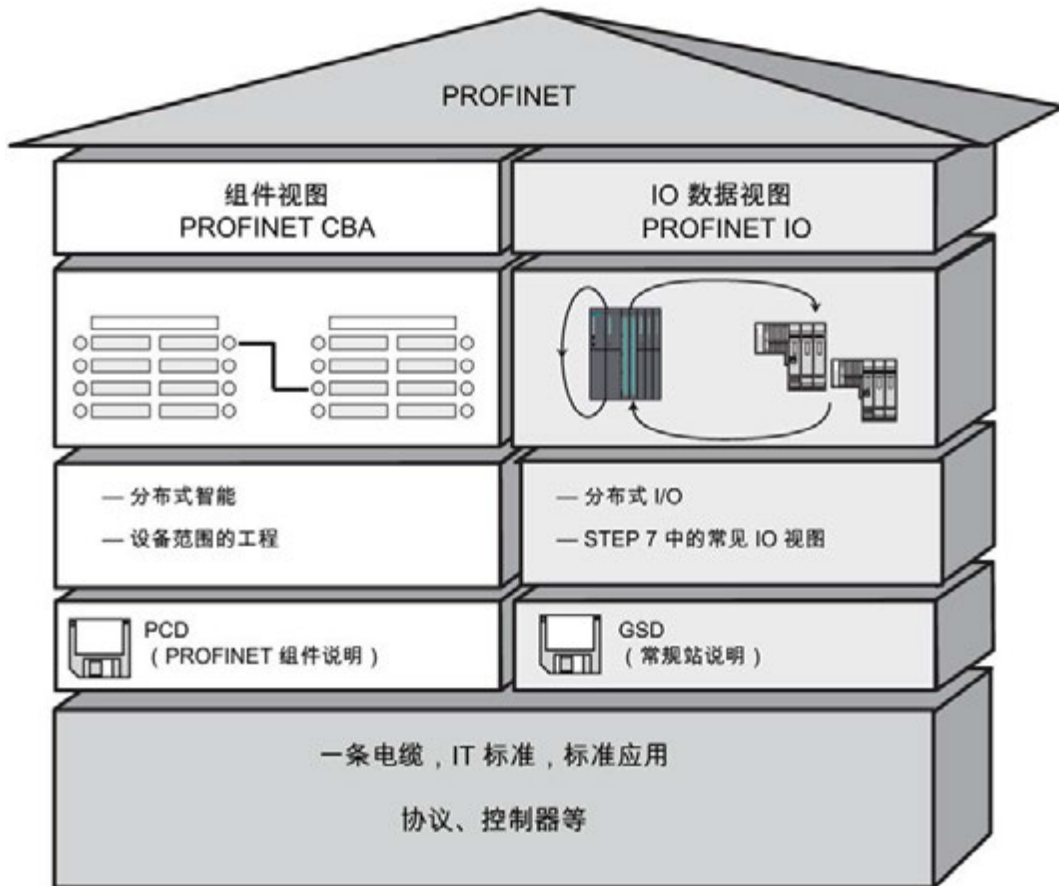 PROFINET
组件视图
PROFINET CBA
IO 数据视图
PROFINET IO
— 分布式智能
— 设备范围的工程
— 分布式 I/O
— STEP 7 中的常见 IO 视图
PCD
（ PROFINET 组件说明 ）
GSD
（ 常规站说明 ）
一条电缆 ，IT 标准 ，标准应用
协议、控制器等